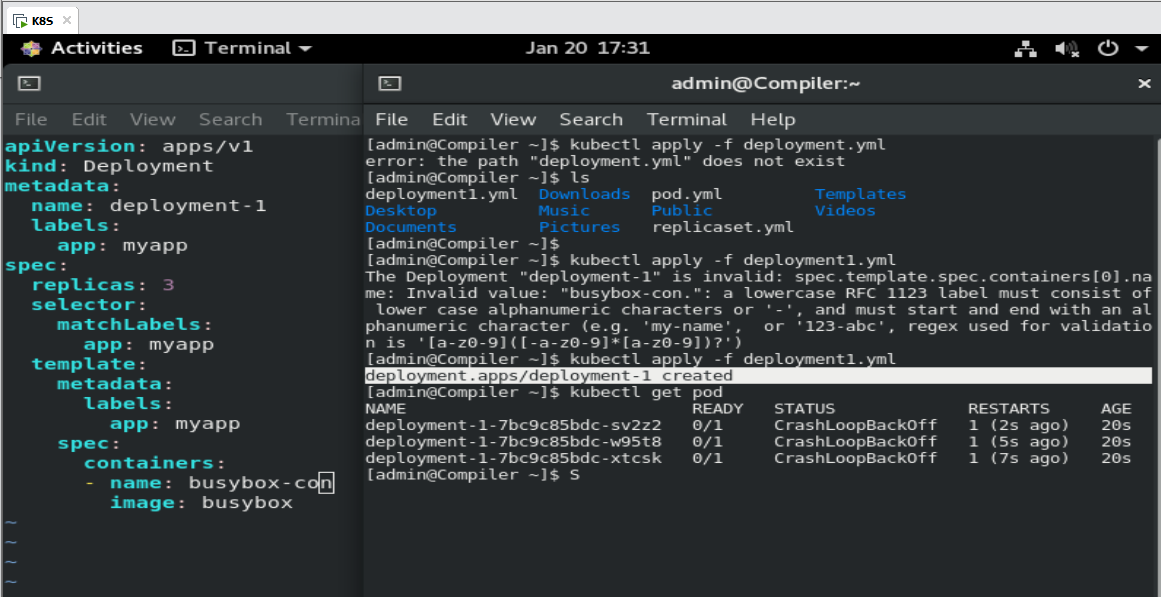 K8S
Activities Terminal Jan 20 17:31
File Edit View Search Termina
apiVersion: apps/v1
kind: Deployment
metadata:
  name: deployment-1
  labels:
    app: myapp
spec:
  replicas: 3
  selector:
    matchLabels:
      app: myapp
  template:
    metadata:
      labels:
        app: myapp
    spec:
      containers:
      - name: busybox-con
        image: busybox
~
~
~
~
admin@Compiler:~
File Edit View Search Terminal Help
[admin@Compiler ~]$ kubectl apply -f deployment.yml
error: the path "deployment.yml" does not exist
[admin@Compiler ~]$ ls
deployment1.yml  Downloads  pod.yml         Templates
Desktop          Music      Public          Videos
Documents        Pictures   replicaset.yml
[admin@Compiler ~]$
[admin@Compiler ~]$ kubectl apply -f deployment1.yml
The Deployment "deployment-1" is invalid: spec.template.spec.containers[0].na
me: Invalid value: "busybox-con.": a lowercase RFC 1123 label must consist of
 lower case alphanumeric characters or '-', and must start and end with an al
phanumeric character (e.g. 'my-name',  or '123-abc', regex used for validatio
n is '[a-z0-9]([-a-z0-9]*[a-z0-9])?')
[admin@Compiler ~]$ kubectl apply -f deployment1.yml
deployment.apps/deployment-1 created
[admin@Compiler ~]$ kubectl get pod
NAME                            READY   STATUS             RESTARTS     AGE
deployment-1-7bc9c85bdc-sv2z2   0/1     CrashLoopBackOff   1 (2s ago)   20s
deployment-1-7bc9c85bdc-w95t8   0/1     CrashLoopBackOff   1 (5s ago)   20s
deployment-1-7bc9c85bdc-xtcsk   0/1     CrashLoopBackOff   1 (7s ago)   20s
[admin@Compiler ~]$ S